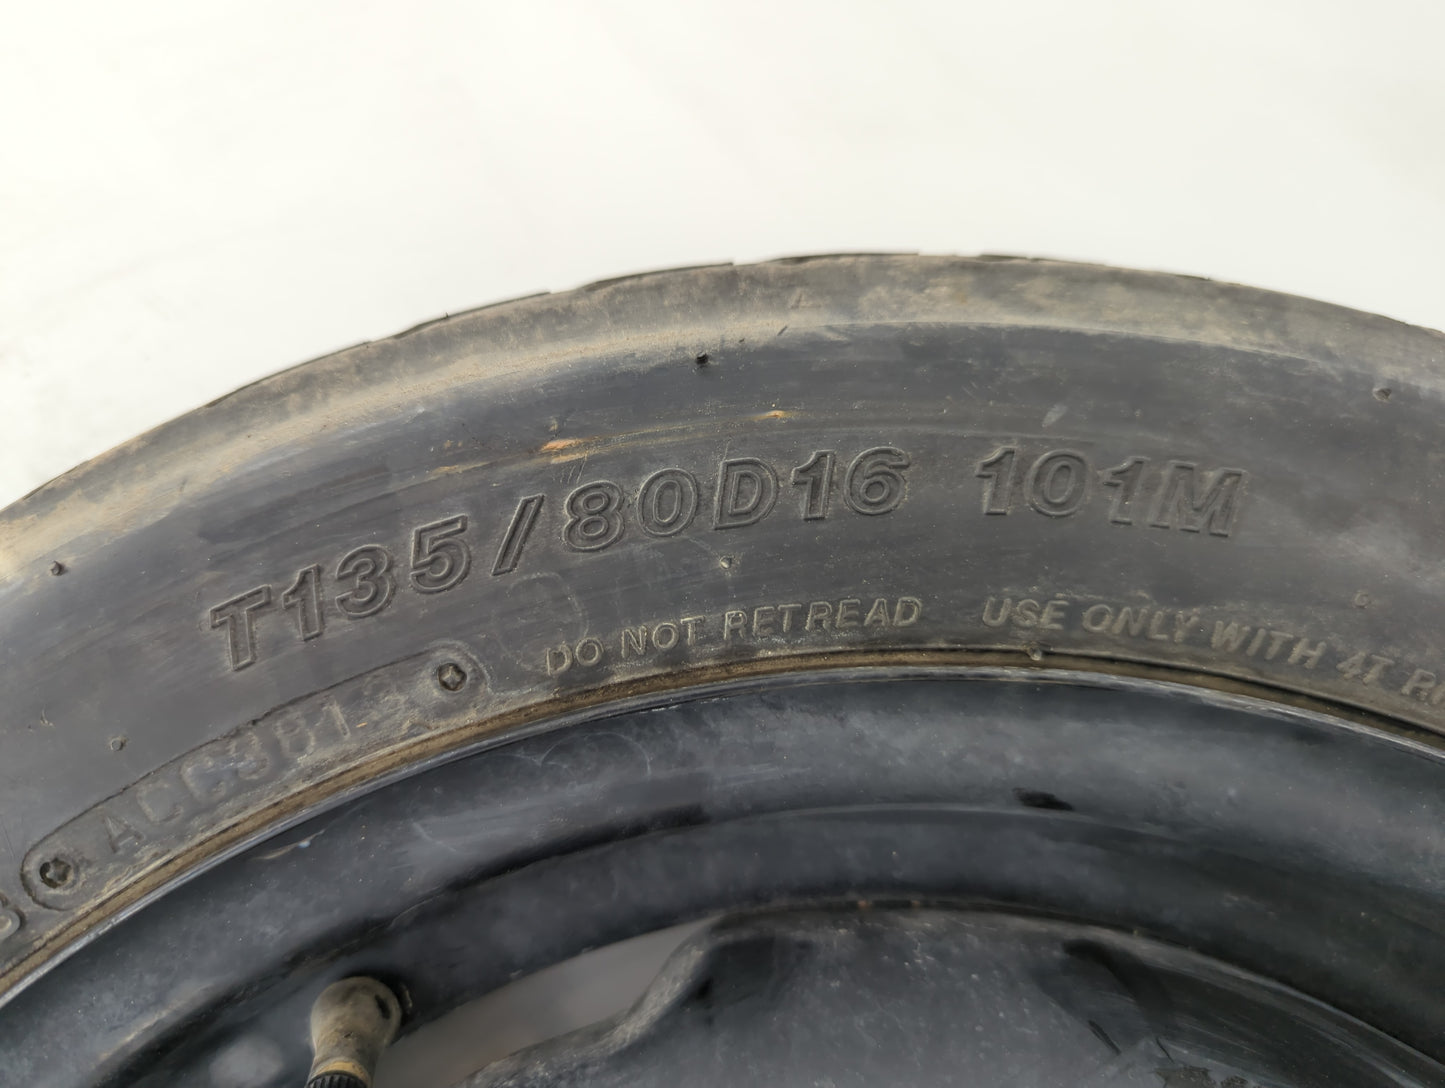 T135/80D16 101M
DO NOT RETREAD USE ONLY WITH 4T